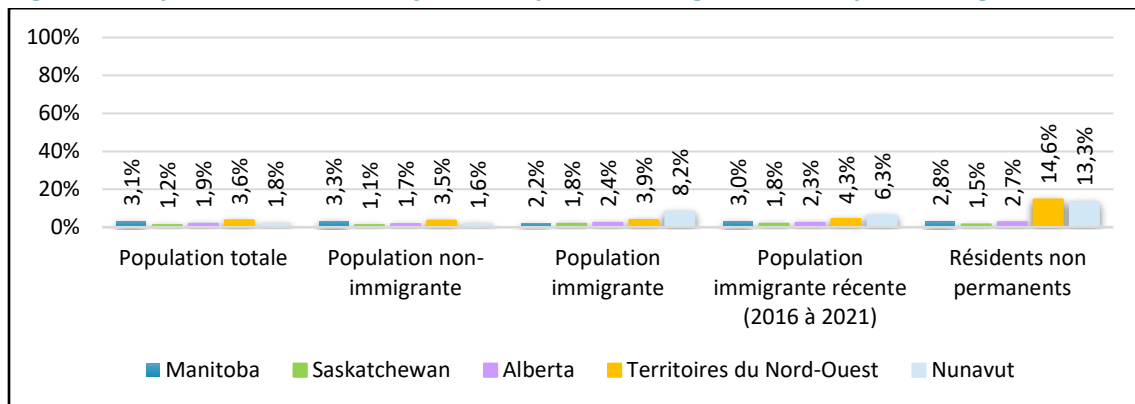 100%
80%
60%
40%
20%
0%
3,1% 1,2% 1,9% 3,6% 1,8%
3,3% 1,1% 1,7% 3,5% 1,6%
2,2% 1,8% 2,4% 3,9% 8,2%
3,0% 1,8% 2,3% 4,3% 6,3%
2,8% 1,5% 2,7% 14,6% 13,3%
Population totale
Population non-
immigrante
Population
immigrante
Population
immigrante récente
(2016 à 2021)
Résidents non
permanents
Manitoba Saskatchewan Alberta Territoires du Nord-Ouest Nunavut